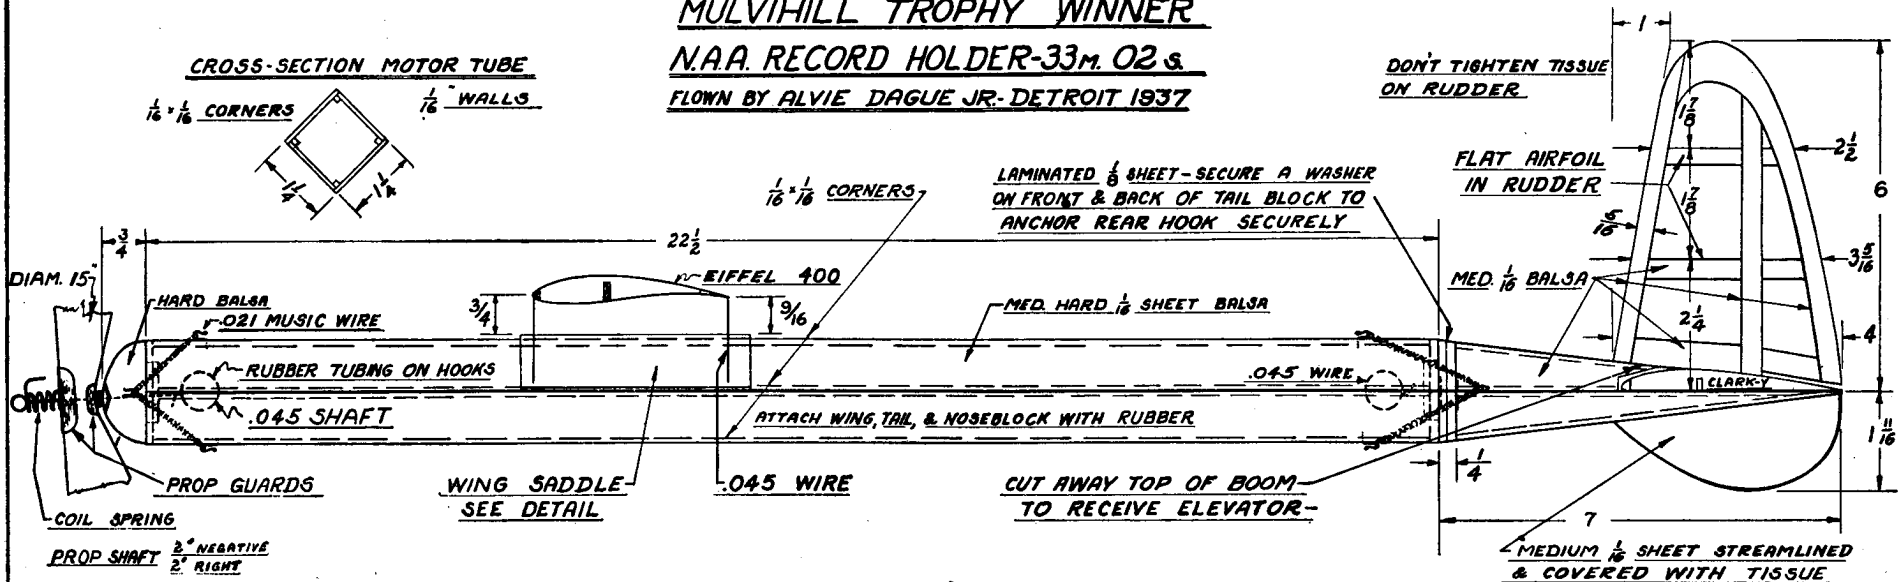 MULVIHILL TROPHY WINNER
N.A.A. RECORD HOLDER-33M. 02 S.
FLOWN BY ALVIE DAGUE JR.- DETROIT 1937
CROSS-SECTION MOTOR TUBE
1/16 x 1/16 CORNERS
1/16" WALLS
1 1/4
1 1/4
1/16 x 1/16 CORNERS
LAMINATED 1/8 SHEET-SECURE A WASHER
ON FRONT & BACK OF TAIL BLOCK TO
ANCHOR REAR HOOK SECURELY
DON'T TIGHTEN TISSUE
ON RUDDER
FLAT AIRFOIL
IN RUDDER
1
1 7/8
2 1/2
6
1 7/8
5/16
3 5/16
MED. 1/16 BALSA
2 1/4
4
3/4
22 1/2
DIAM. 15"
HARD BALSA
.021 MUSIC WIRE
3/4
EIFFEL 400
9/16
MED. HARD 1/16 SHEET BALSA
RUBBER TUBING ON HOOKS
.045 SHAFT
.045 WIRE
CLARK-Y
ATTACH WING, TAIL, & NOSEBLOCK WITH RUBBER
1 11/16
PROP GUARDS
WING SADDLE
SEE DETAIL
.045 WIRE
CUT AWAY TOP OF BOOM
TO RECEIVE ELEVATOR-
1/4
7
COIL SPRING
PROP SHAFT 2° NEGATIVE
2° RIGHT
MEDIUM 1/16 SHEET STREAMLINED
& COVERED WITH TISSUE